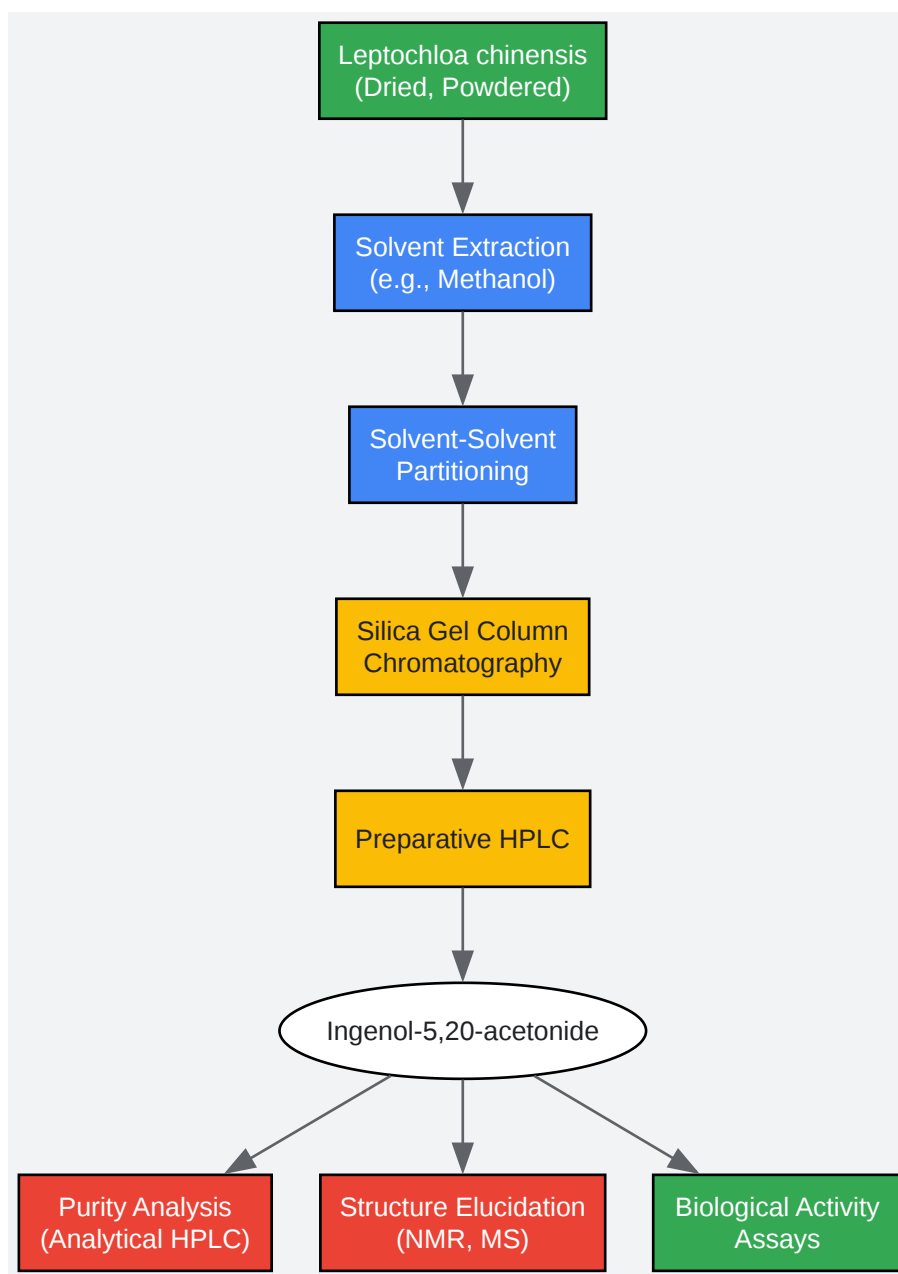 Leptochloa chinensis
(Dried, Powdered)
Solvent Extraction
(e.g., Methanol)
Solvent-Solvent
Partitioning
Silica Gel Column
Chromatography
Preparative HPLC
Ingenol-5,20-acetonide
Purity Analysis
(Analytical HPLC)
Structure Elucidation
(NMR, MS)
Biological Activity
Assays